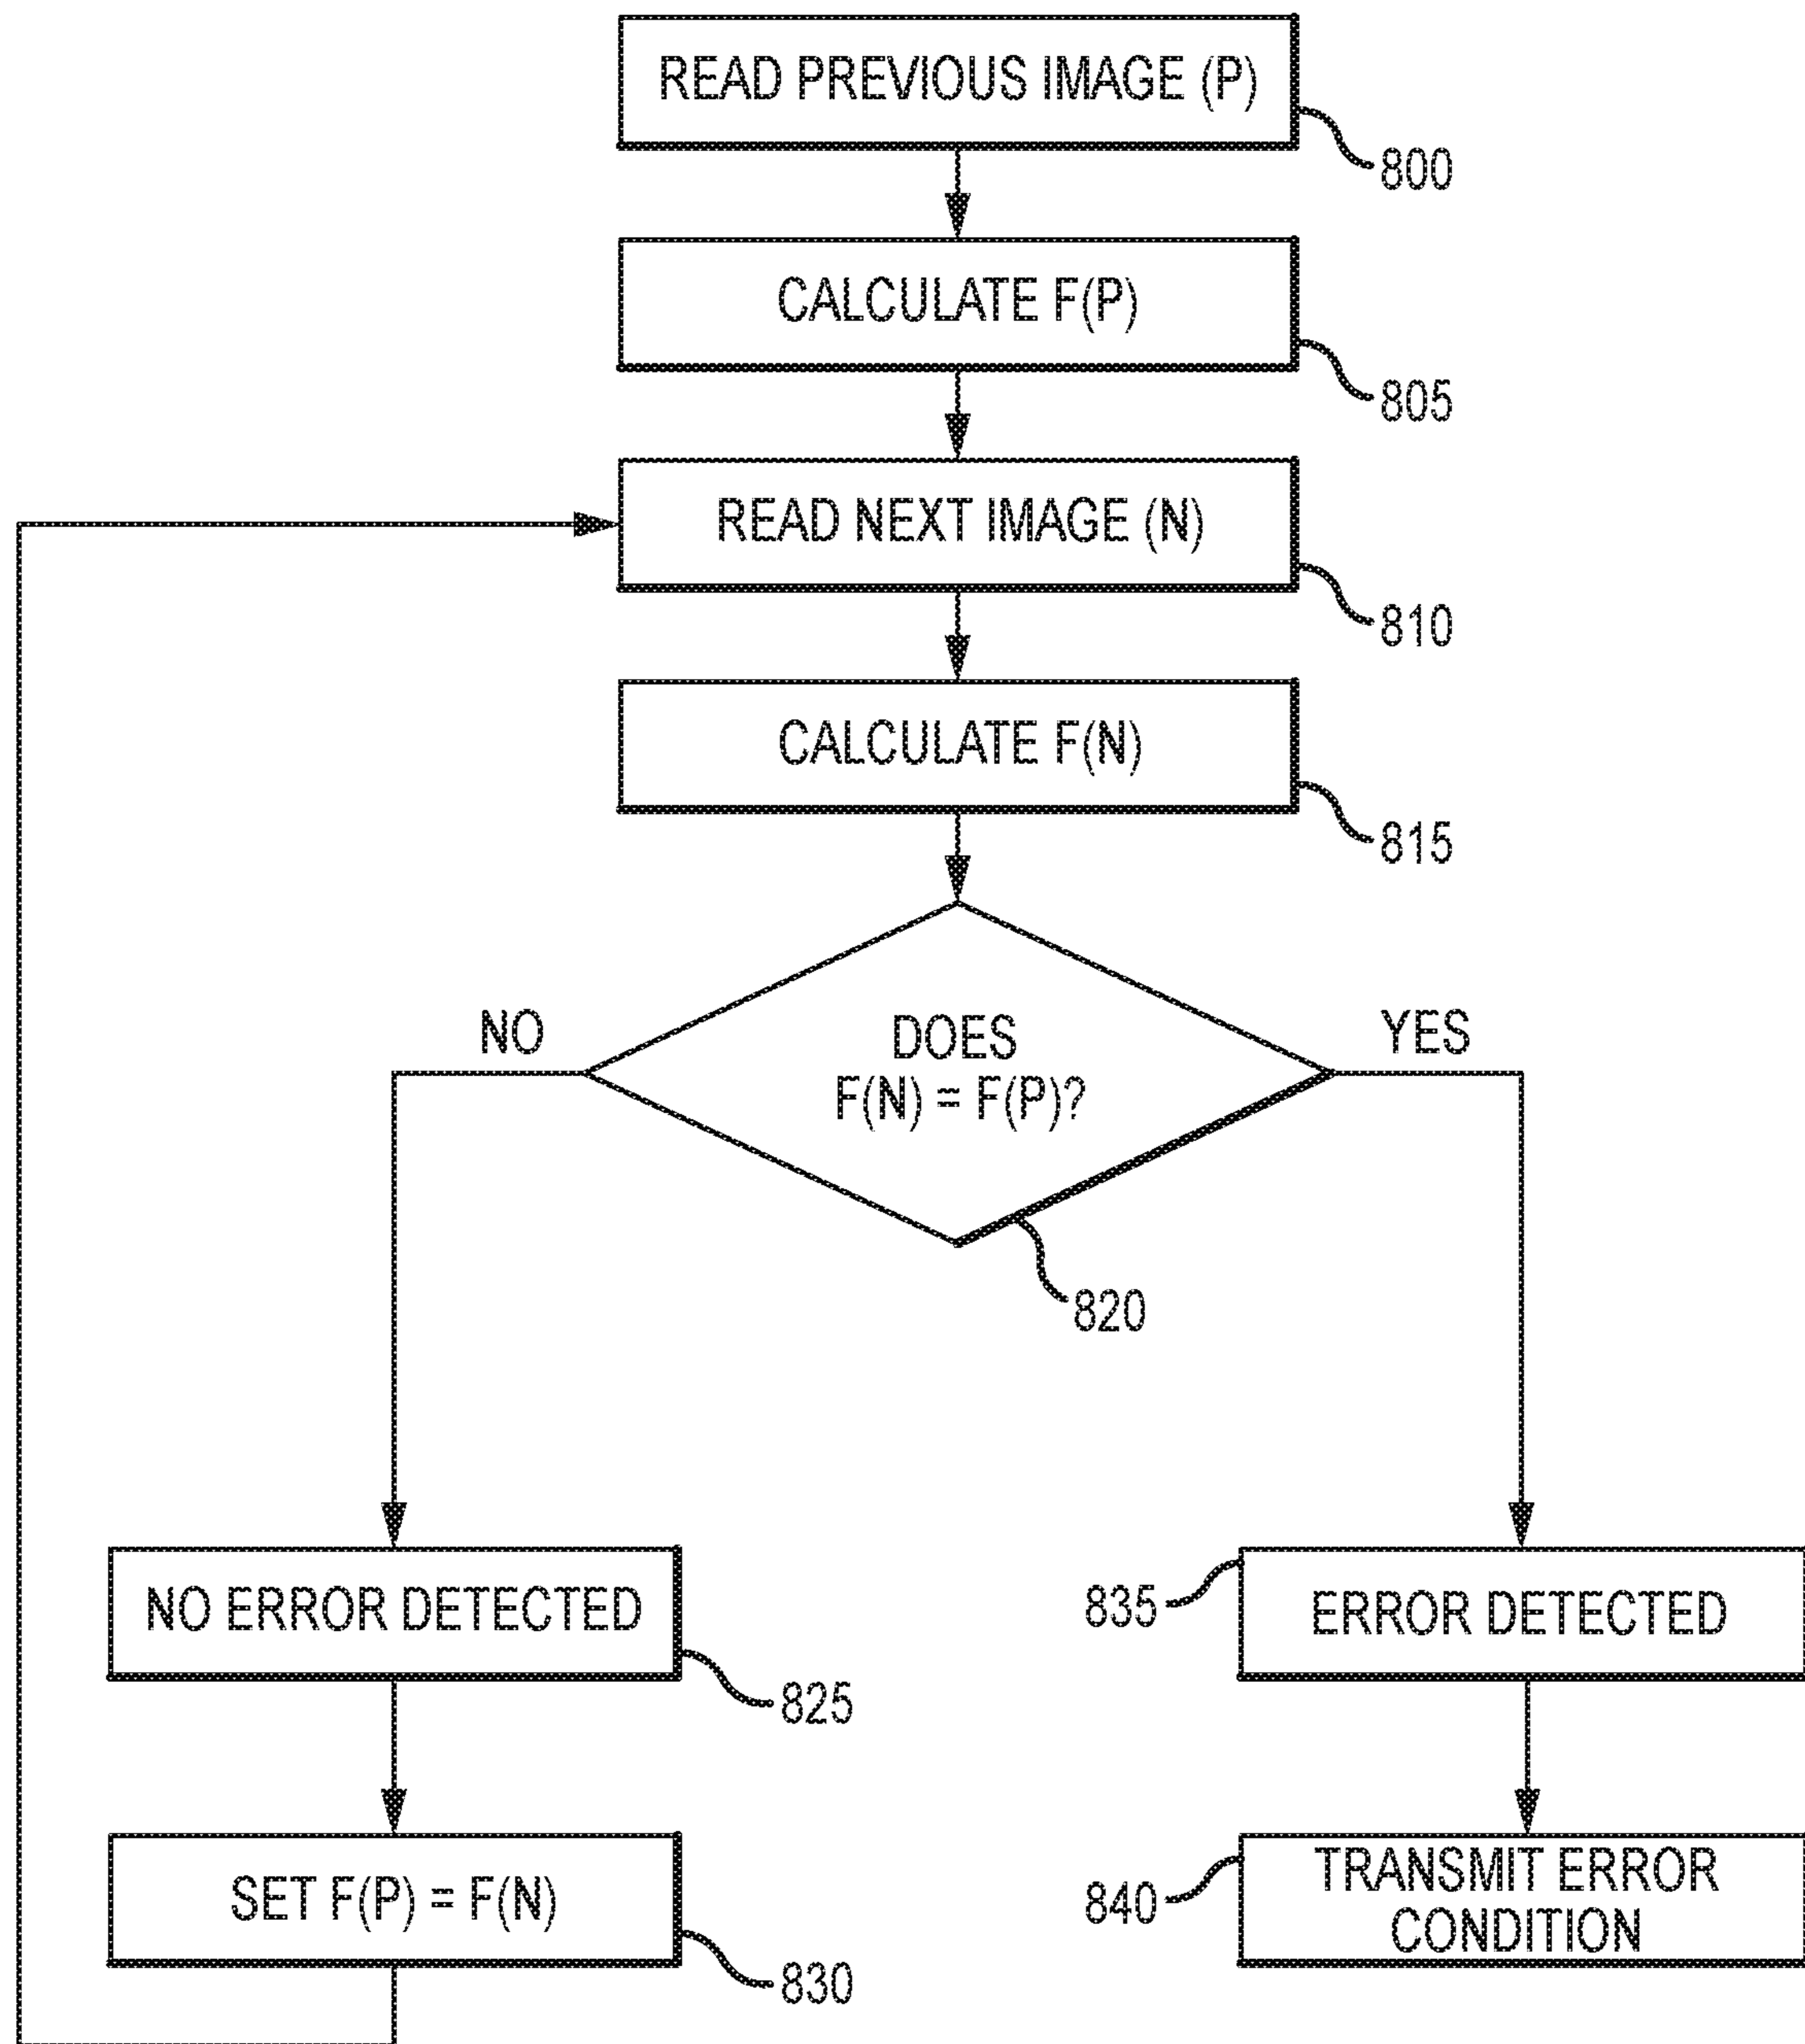 READ PREVIOUS IMAGE (P)
800
CALCULATE F(P)
805
READ NEXT IMAGE (N)
810
CALCULATE F(N)
815
NO
DOES
F(N) = F(P)?
YES
820
NO ERROR DETECTED
825
835
ERROR DETECTED
SET F(P) = F(N)
830
840
TRANSMIT ERROR
CONDITION